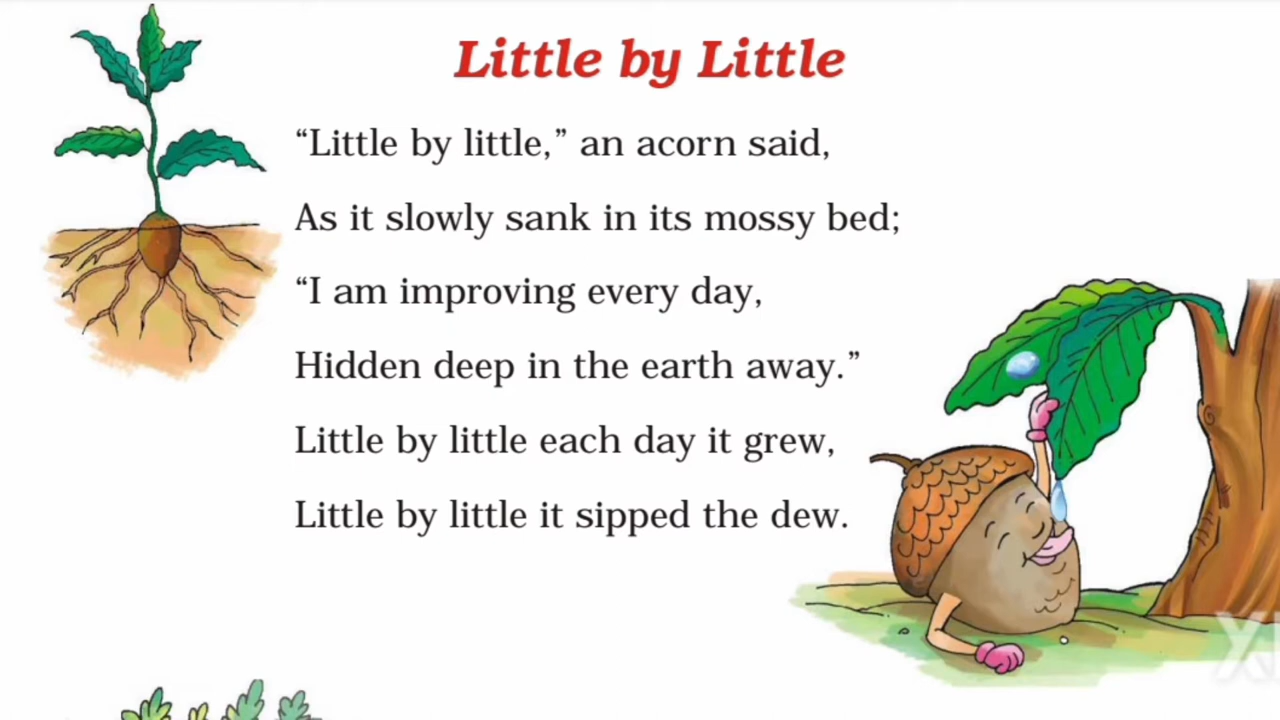 Little by Little
“Little by little,” an acorn said,
As it slowly sank in its mossy bed;
“I am improving every day,
Hidden deep in the earth away.”
Little by little each day it grew,
Little by little it sipped the dew.